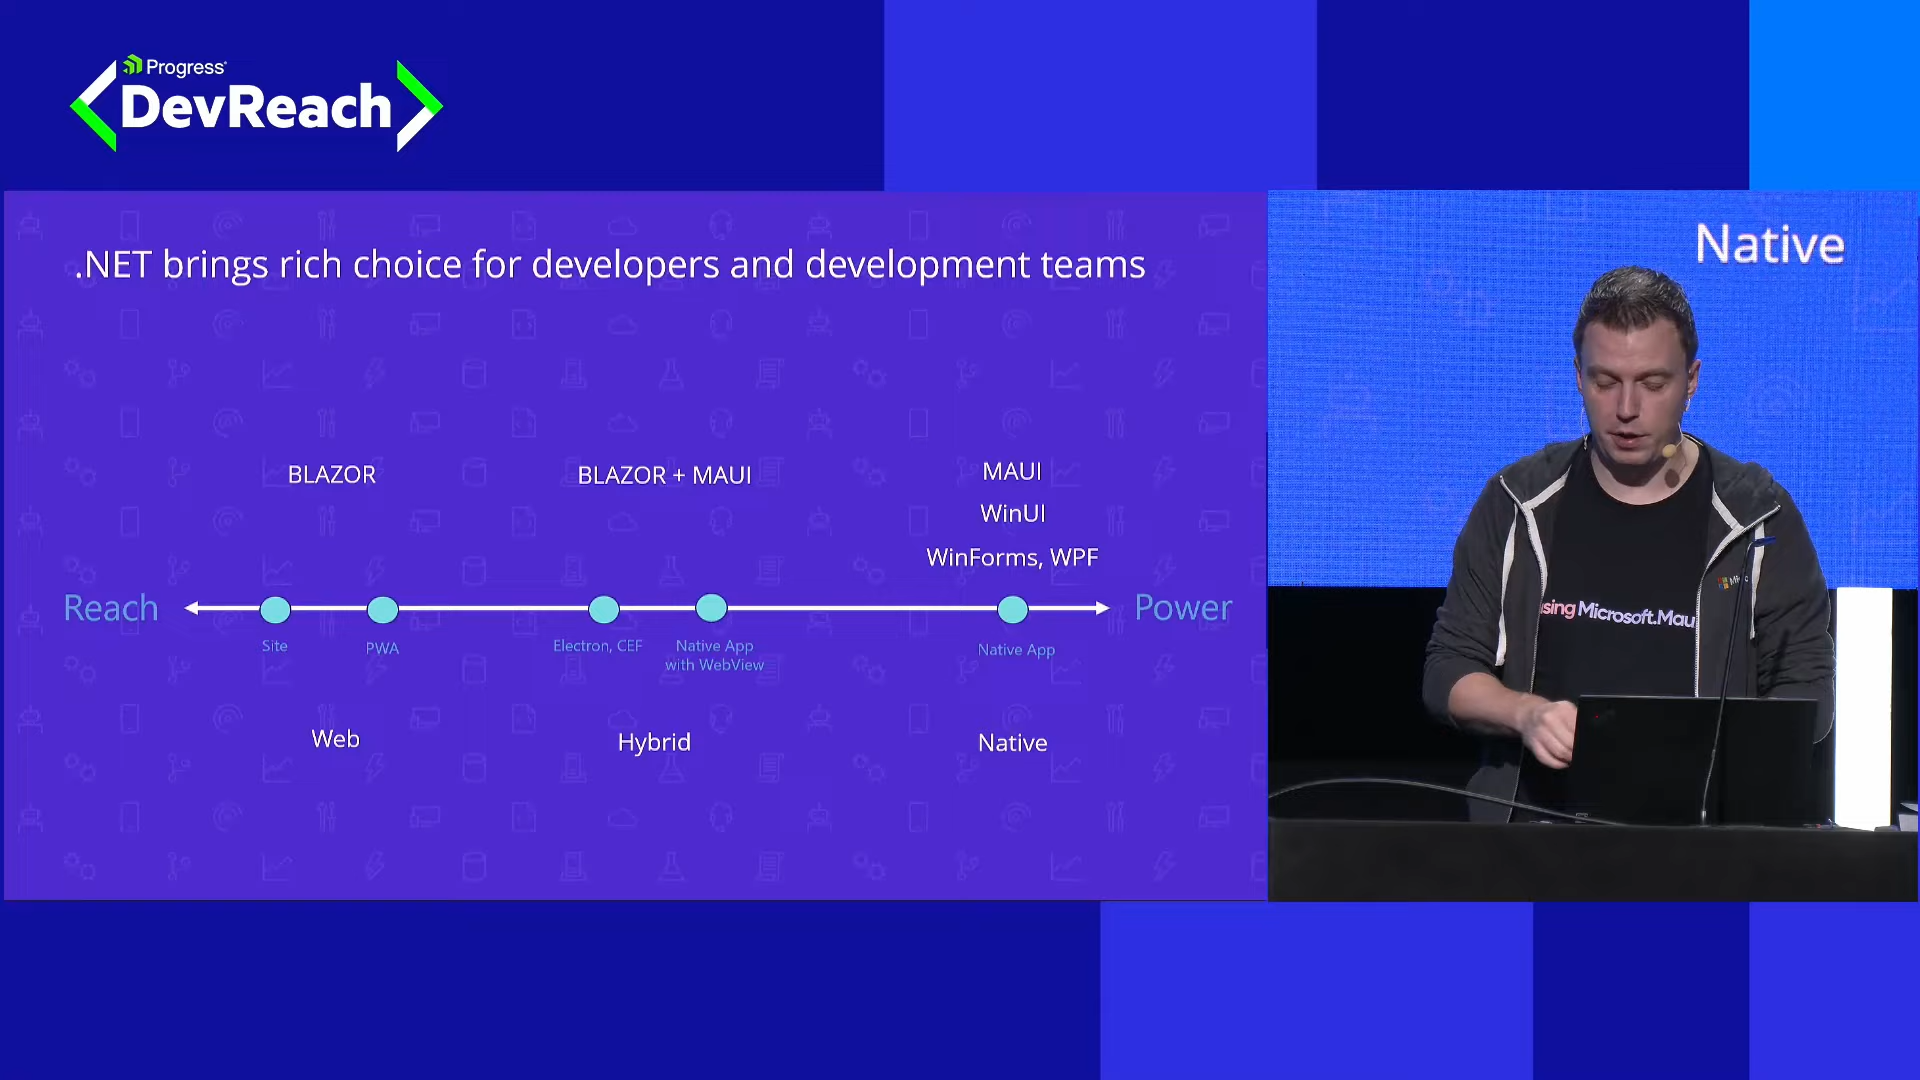 Progress
DevReach
.NET brings rich choice for developers and development teams
BLAZOR
BLAZOR + MAUI
MAUI
WinUI
WinForms, WPF
Reach
Power
Site
PWA
Electron, CEF
Native App
with WebView
Native App
Web
Hybrid
Native
Native
using Microsoft.Maui